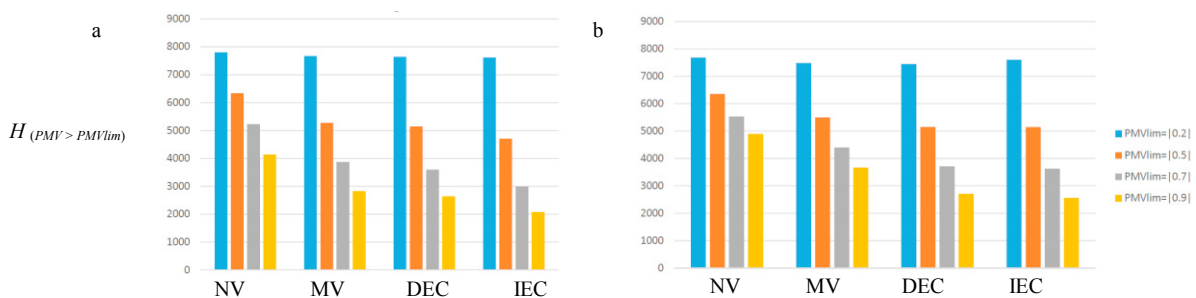 a
9000
8000
7000
6000
5000
4000
3000
2000
1000
0
NV MV DEC IEC
H (PMV > PMVlim)
b
9000
8000
7000
6000
5000
4000
3000
2000
1000
0
NV MV DEC IEC
PMVlim=|0.2|
PMVlim=|0.5|
PMVlim=|0.7|
PMVlim=|0.9|